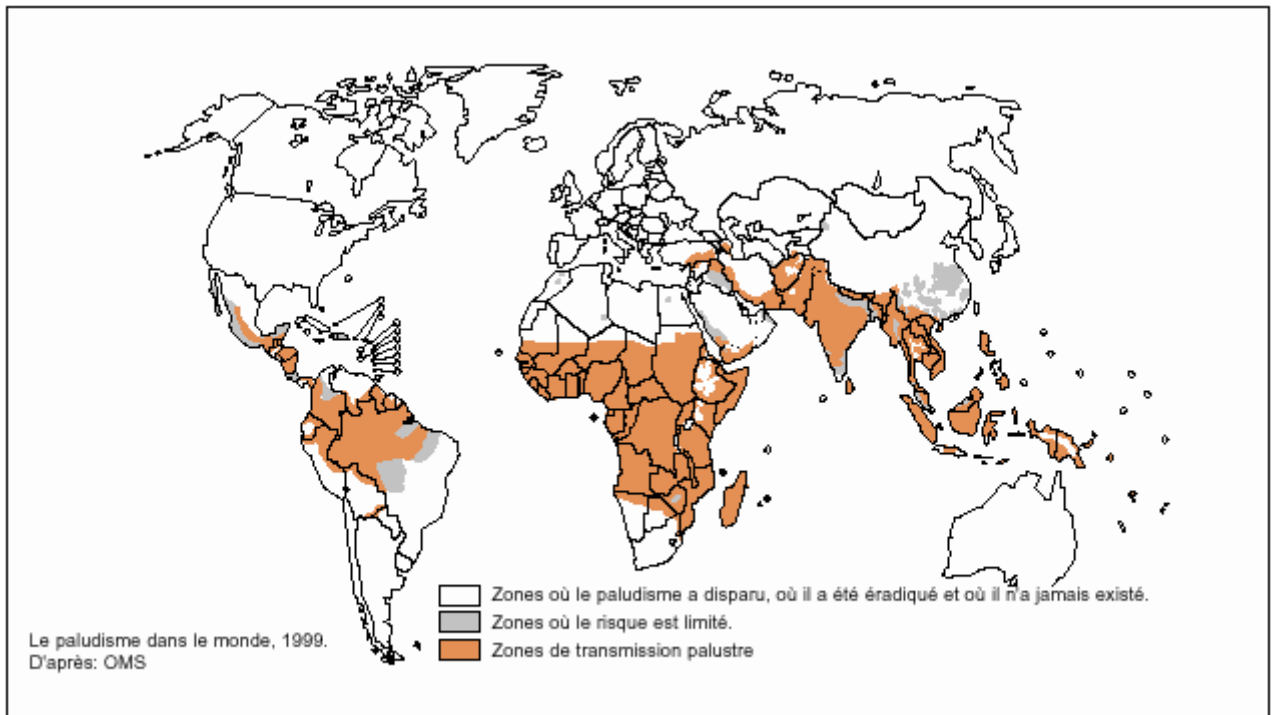 Zones où le paludisme a disparu, où il a été éradiqué et où il n'a jamais existé.
Zones où le risque est limité.
Zones de transmission palustre
Le paludisme dans le monde, 1999.
D'après: OMS